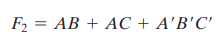 F₂ = AB + AC + A'B'C'